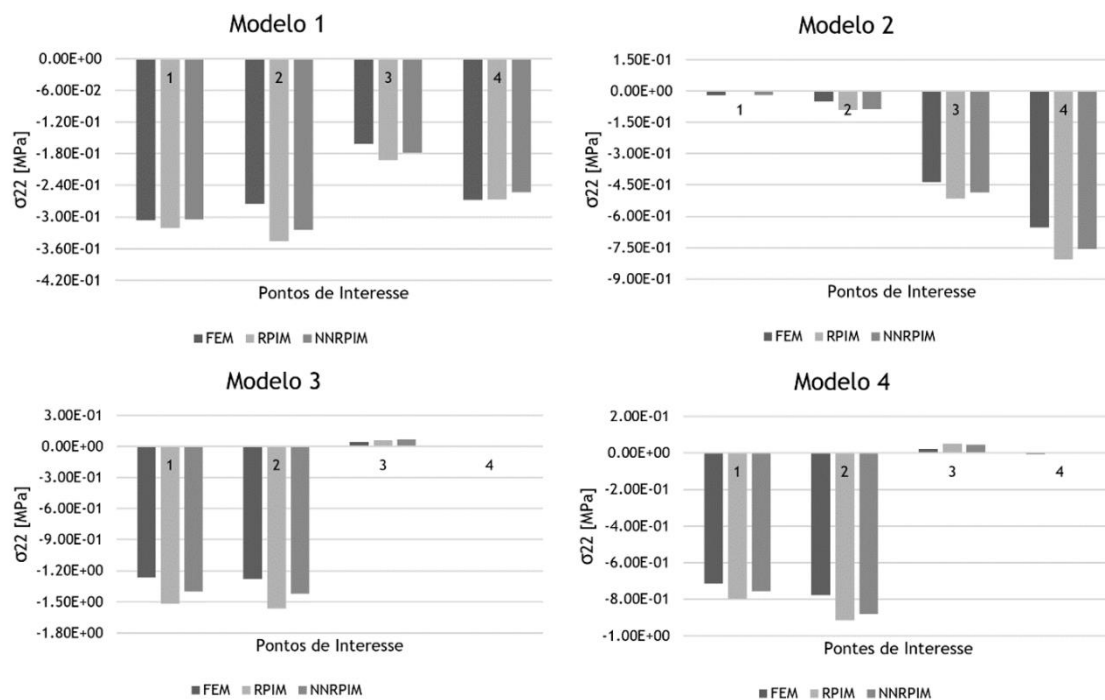 Modelo 1
0.00E+00
-6.00E-02
-1.20E-01
-1.80E-01
-2.40E-01
-3.00E-01
-3.60E-01
-4.20E-01
σ22 [MPa]
1 2 3 4
Pontos de Interesse
FEM RPIM NNRPIM
Modelo 2
1.50E-01
0.00E+00
-1.50E-01
-3.00E-01
-4.50E-01
-6.00E-01
-7.50E-01
-9.00E-01
σ22 [MPa]
1 2 3 4
Pontos de Interesse
FEM RPIM NNRPIM
Modelo 3
3.00E-01
0.00E+00
-3.00E-01
-6.00E-01
-9.00E-01
-1.20E+00
-1.50E+00
-1.80E+00
σ22 [MPa]
1 2 3 4
Pontos de Interesse
FEM RPIM NNRPIM
Modelo 4
2.00E-01
0.00E+00
-2.00E-01
-4.00E-01
-6.00E-01
-8.00E-01
-1.00E+00
σ22 [MPa]
1 2 3 4
Pontes de Interesse
FEM RPIM NNRPIM